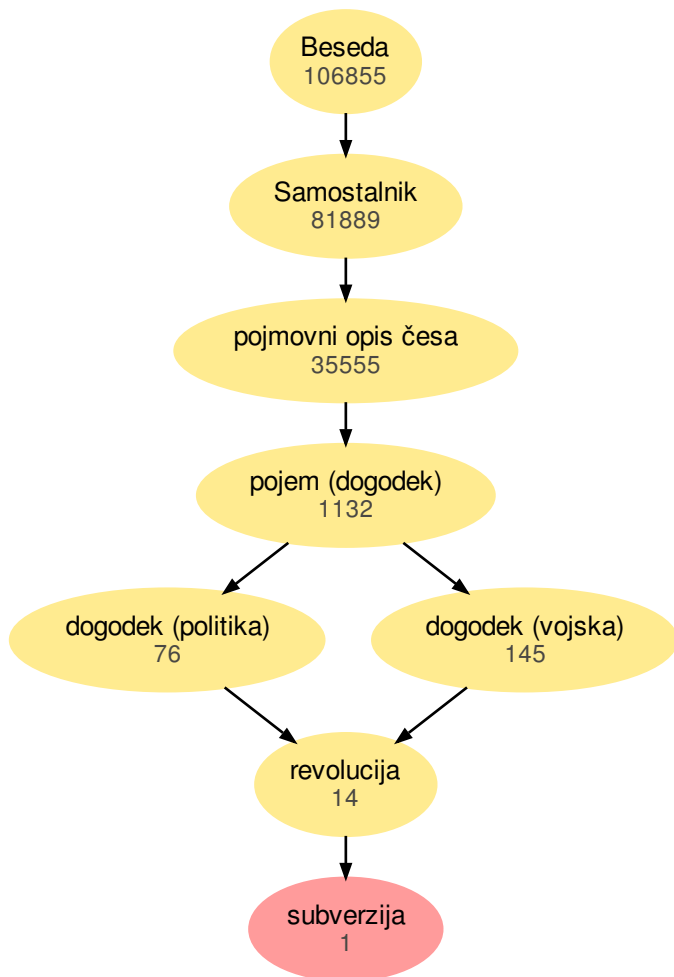 Beseda
106855
Samostalnik
81889
pojmovni opis česa
35555
pojem (dogodek)
1132
dogodek (politika)
76
dogodek (vojska)
145
revolucija
14
subverzija
1